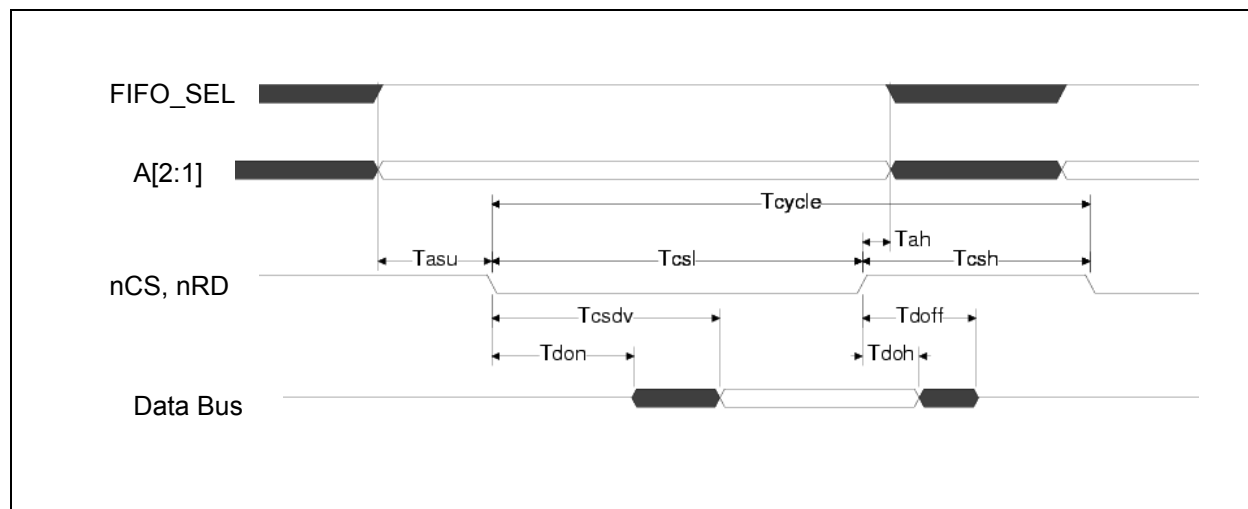 FIFO_SEL
A[2:1]
Tcycle
Tah
Tasu
Tcsl
Tcsh
nCS, nRD
Tcsdv
Tdoff
Tdon
Tdoh
Data Bus